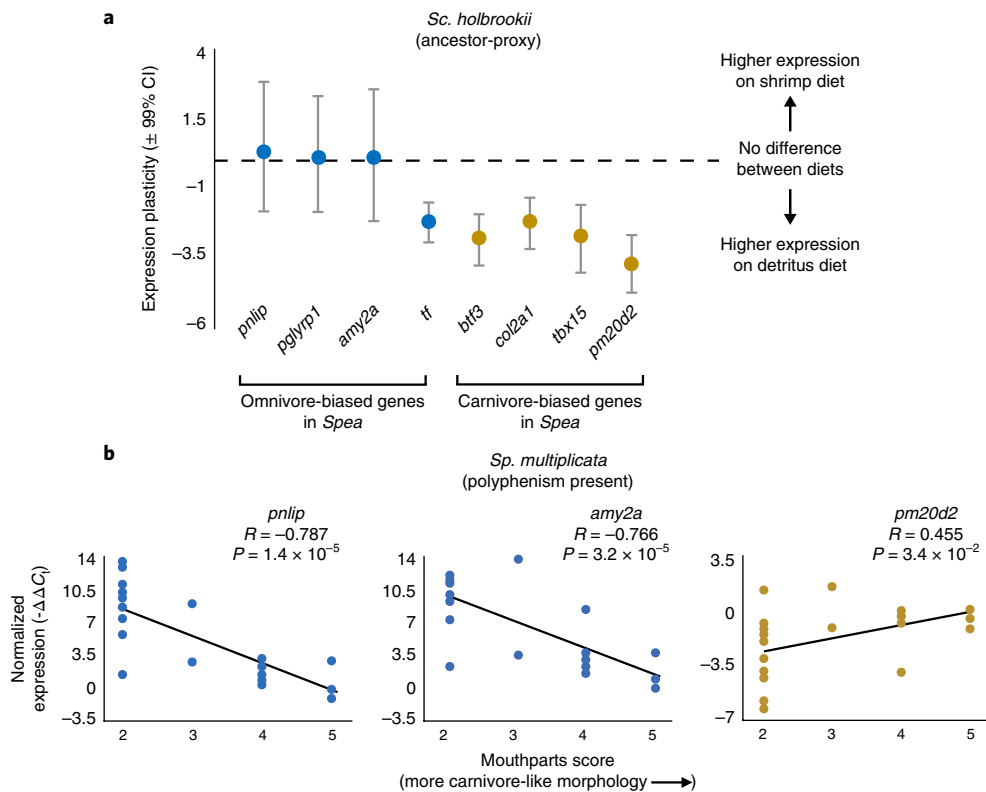 a
Sc. holbrookii
(ancestor-proxy)
Expression plasticity (± 99% CI)
4
1.5
–1
–3.5
–6
Higher expression
on shrimp diet
No difference
between diets
Higher expression
on detritus diet
pnlip
pglyrp1
amy2a
tf
btf3
col2a1
tbx15
pm20d2
Omnivore-biased genes
in Spea
Carnivore-biased genes
in Spea
b
Sp. multiplicata
(polyphenism present)
Normalized
expression (-ΔΔCt)
pnlip
R = –0.787
P = 1.4 × 10–5
14
10.5
7
3.5
0
–3.5
2 3 4 5
amy2a
R = –0.766
P = 3.2 × 10–5
14
10.5
7
3.5
0
–3.5
2 3 4 5
pm20d2
R = 0.455
P = 3.4 × 10–2
3.5
0
–3.5
–7
2 3 4 5
Mouthparts score
(more carnivore-like morphology ⟶)